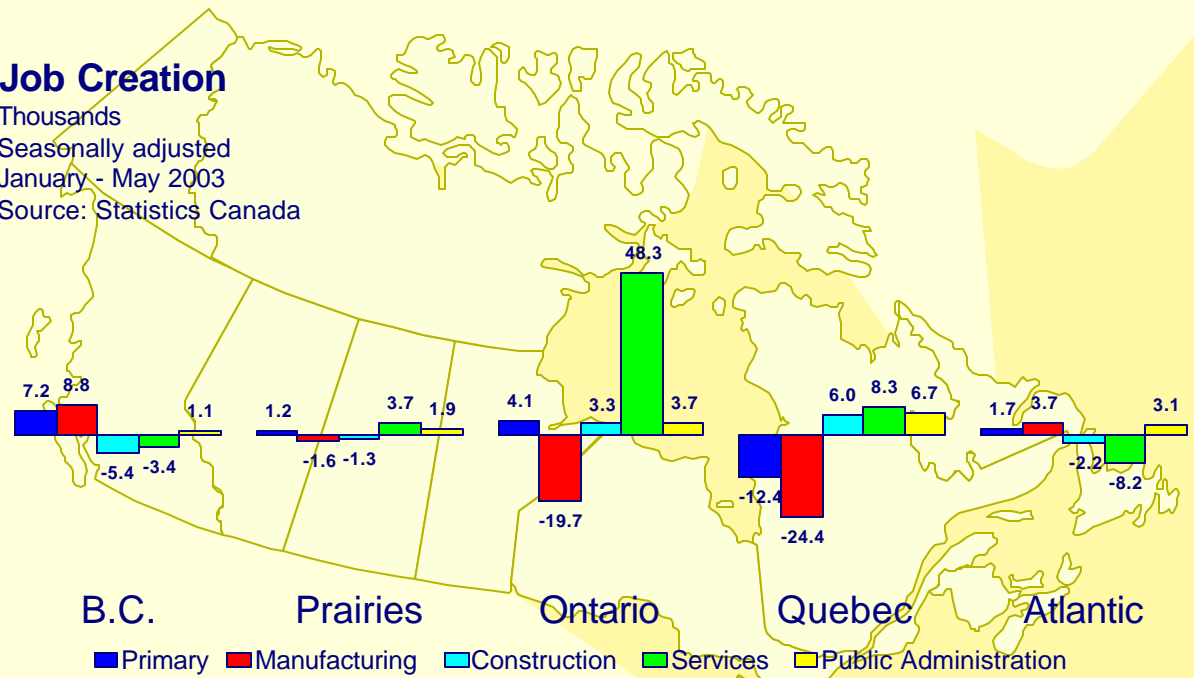 Job Creation
Thousands
Seasonally adjusted
January - May 2003
Source: Statistics Canada
7.2 8.8 -5.4 -3.4 1.1
1.2 -1.6 -1.3 3.7 1.9
4.1 -19.7 3.3 48.3 3.7
-12.4 -24.4 6.0 8.3 6.7
1.7 3.7 -2.2 -8.2 3.1
B.C. Prairies Ontario Quebec Atlantic
Primary Manufacturing Construction Services Public Administration